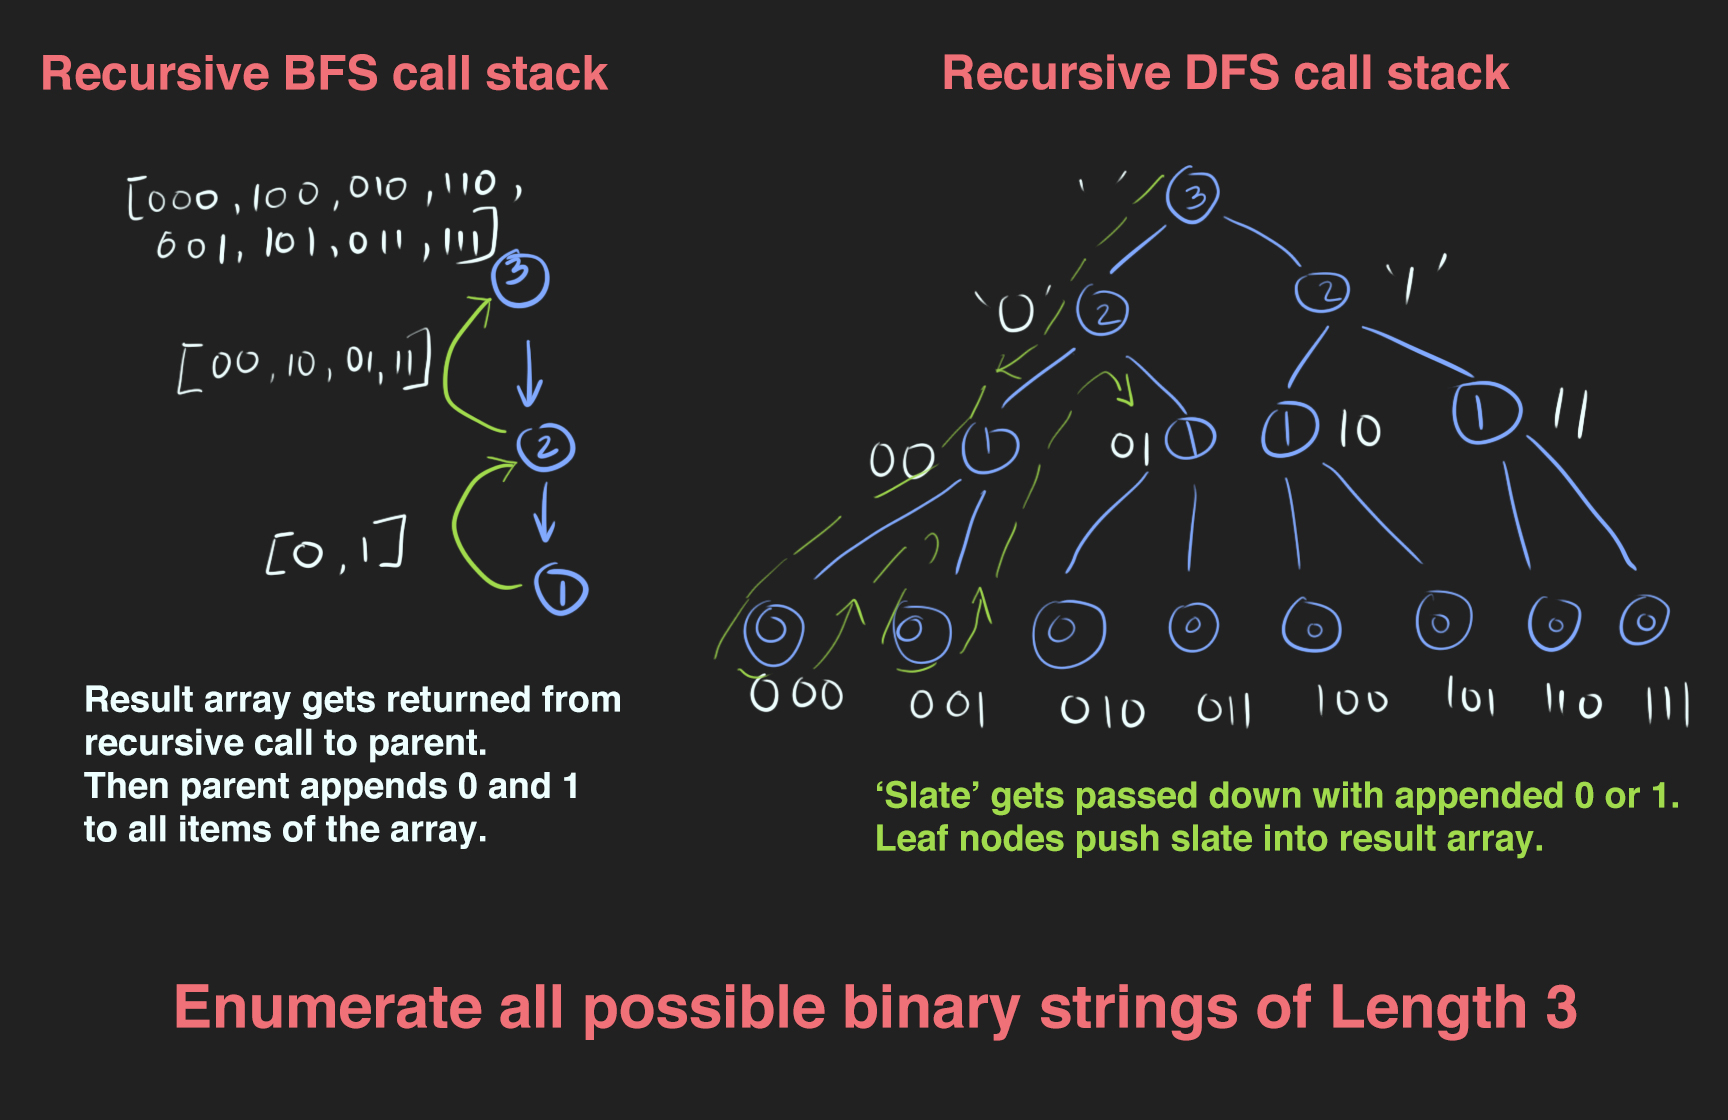 Recursive BFS call stack
[000, 100, 010, 110,
001, 101, 011, 111]
3
[00, 10, 01, 11]
2
[0, 1]
1
Result array gets returned from
recursive call to parent.
Then parent appends 0 and 1
to all items of the array.
Recursive DFS call stack
' '
3
'0'
2
2
'1'
00
1
01
1
1
10
1
11
0
0
0
0
0
0
0
0
000
001
010
011
100
101
110
111
‘Slate’ gets passed down with appended 0 or 1.
Leaf nodes push slate into result array.
Enumerate all possible binary strings of Length 3